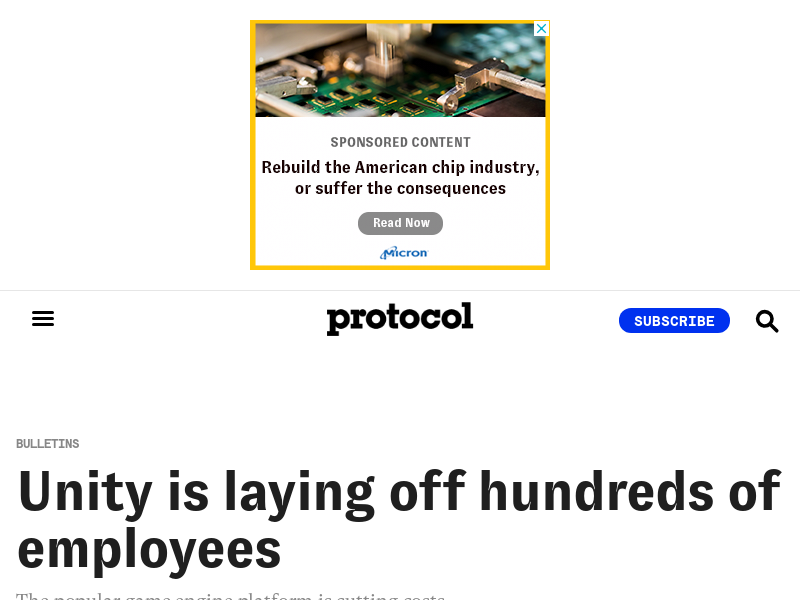 SPONSORED CONTENT
Rebuild the American chip industry,
or suffer the consequences
Read Now
Micron
protocol
SUBSCRIBE
BULLETINS
Unity is laying off hundreds of
employees
The popular game engine platform is cutting costs